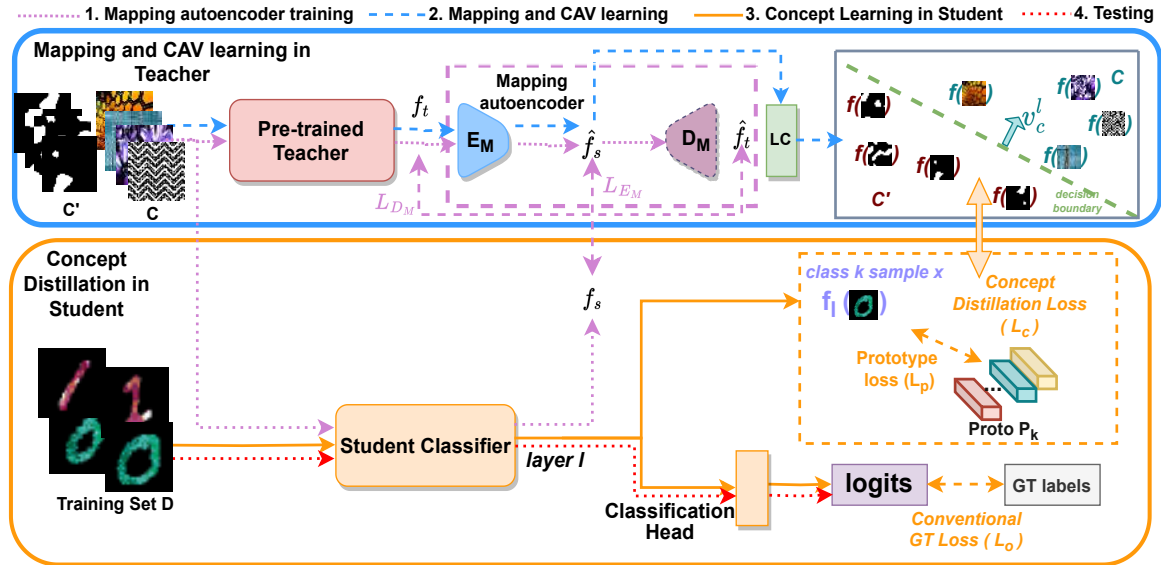 1. Mapping autoencoder training
2. Mapping and CAV learning
3. Concept Learning in Student
4. Testing
Mapping and CAV learning in
Teacher
C'
C
Pre-trained
Teacher
f_t
Mapping
autoencoder
E_M
f̂_s
D_M
f̂_t
LC
L_{D_M}
L_{E_M}
f( )
f( )
C
f( )
v_c^l
f( )
f( )
f( )
f( )
f( )
C'
f( )
decision
boundary
Concept
Distillation in
Student
f_s
class k sample x
f_l ( )
Concept
Distillation Loss
( L_c )
Prototype
loss (L_p)
...
Proto P_k
Student Classifier
layer l
Training Set D
Classification
Head
logits
GT labels
Conventional
GT Loss ( L_o )